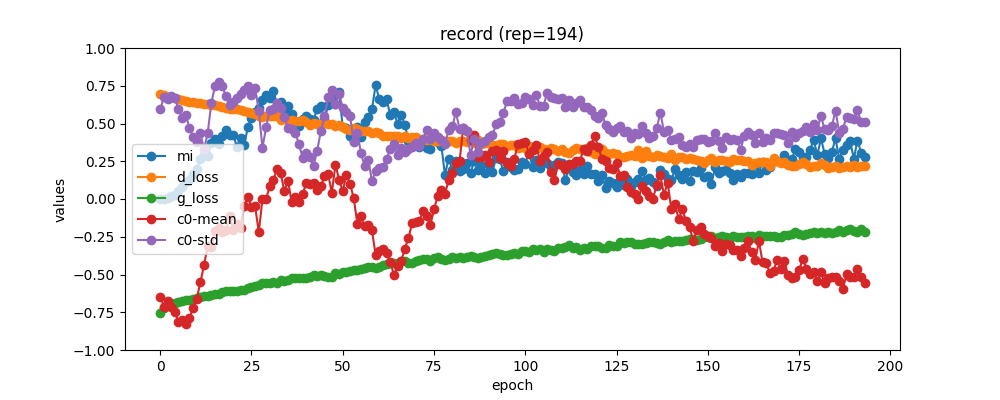 record (rep=194)
1.00
0.75
0.50
0.25
0.00
−0.25
−0.50
−0.75
−1.00
values
mi
d_loss
g_loss
c0-mean
c0-std
0 25 50 75 100 125 150 175 200
epoch